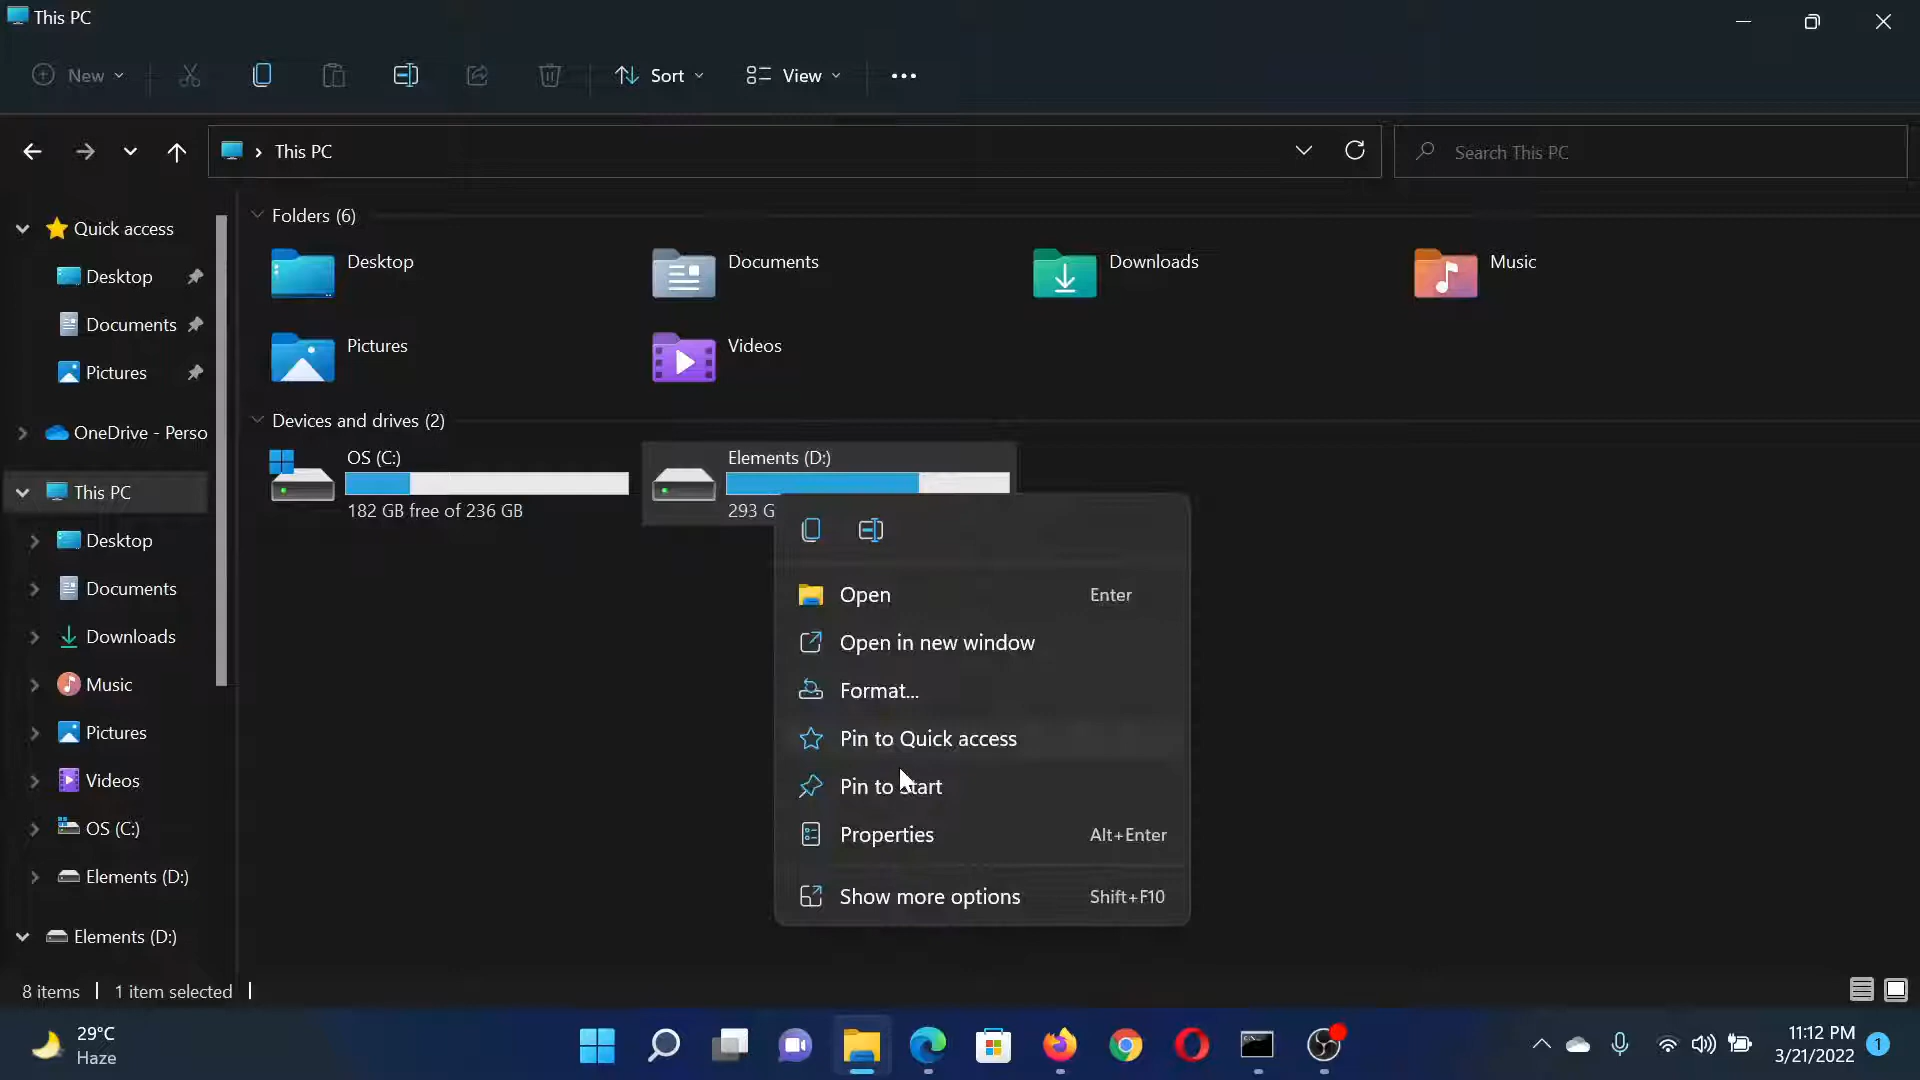 This PC
New
Sort
View
This PC
Search This PC
Quick access
Desktop
Documents
Pictures
OneDrive - Perso
This PC
Desktop
Documents
Downloads
Music
Pictures
Videos
OS (C:)
Elements (D:)
Elements (D:)
Folders (6)
Desktop
Documents
Downloads
Music
Pictures
Videos
Devices and drives (2)
OS (C:)
182 GB free of 236 GB
Elements (D:)
293 G
Open Enter
Open in new window
Format...
Pin to Quick access
Pin to Start
Properties Alt+Enter
Show more options Shift+F10
8 items
1 item selected
29°C
Haze
11:12 PM
3/21/2022
1